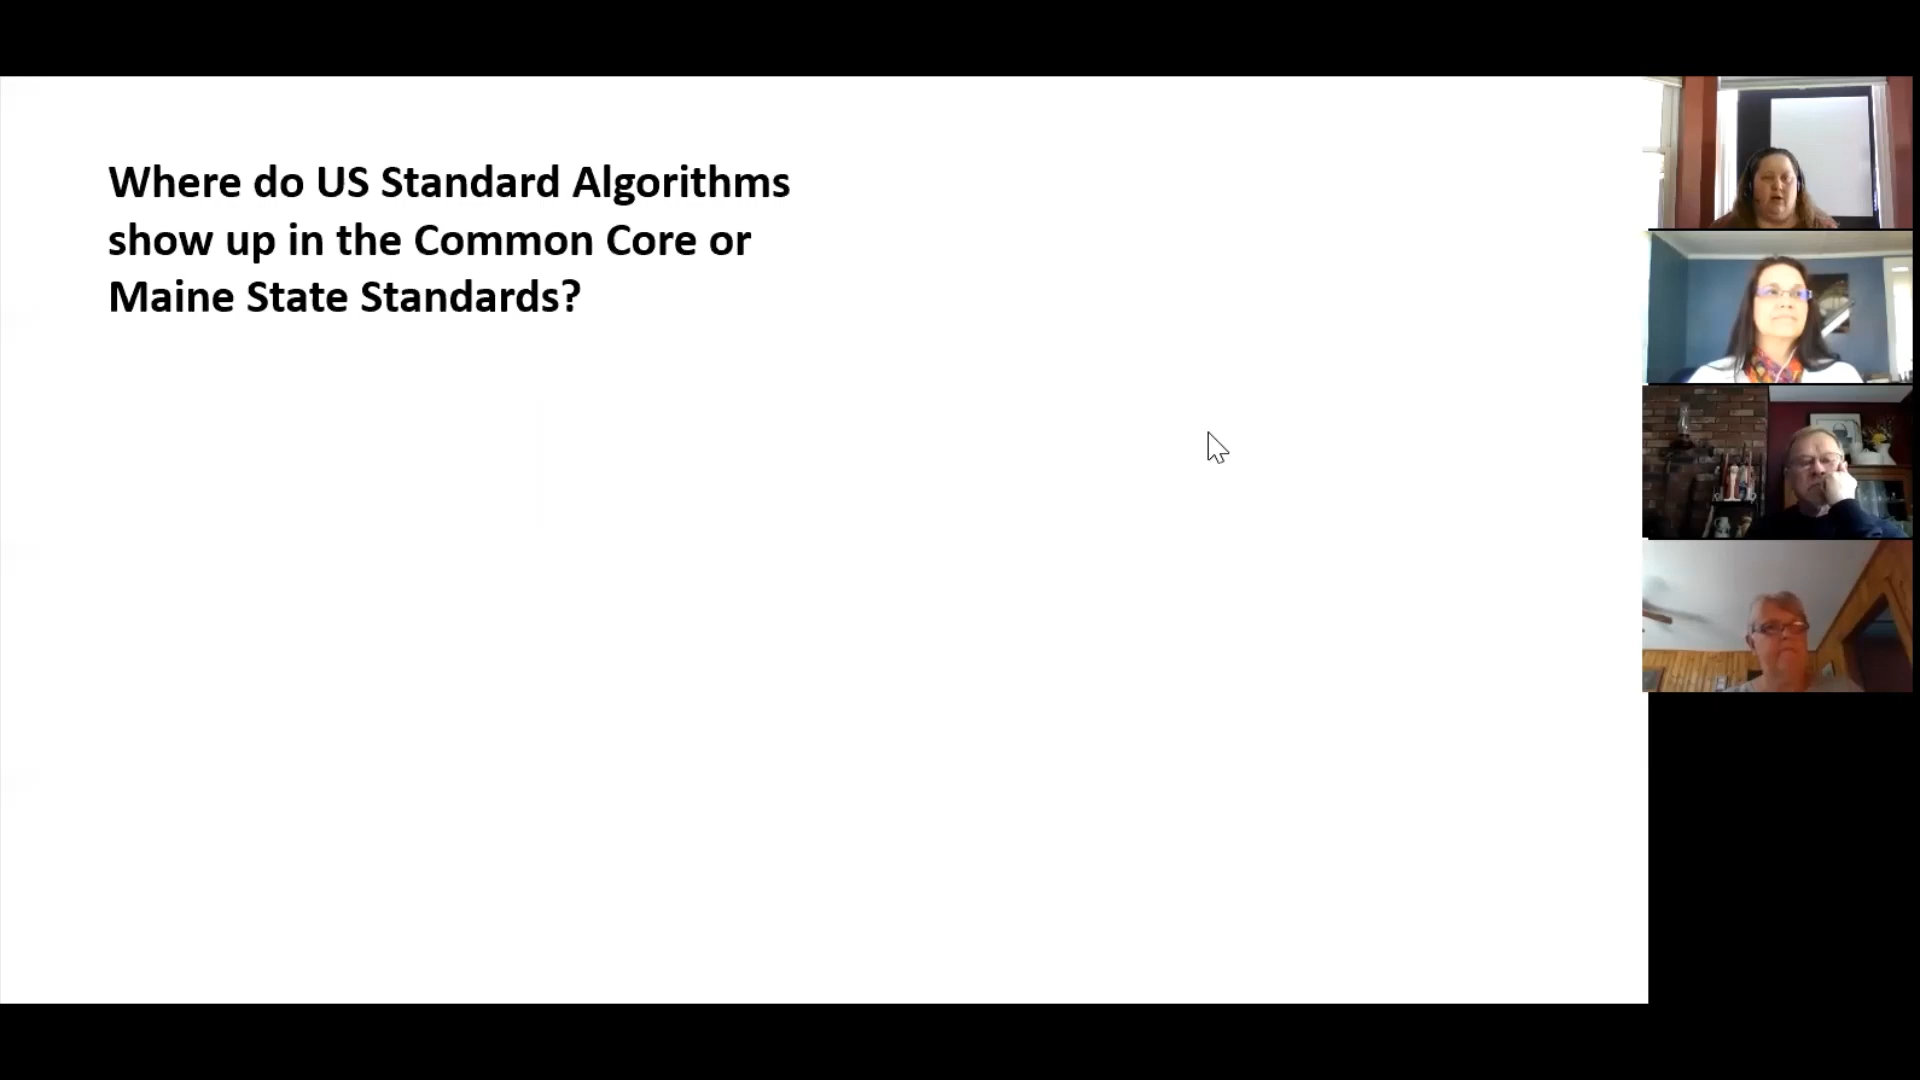 Where do US Standard Algorithms
show up in the Common Core or
Maine State Standards?